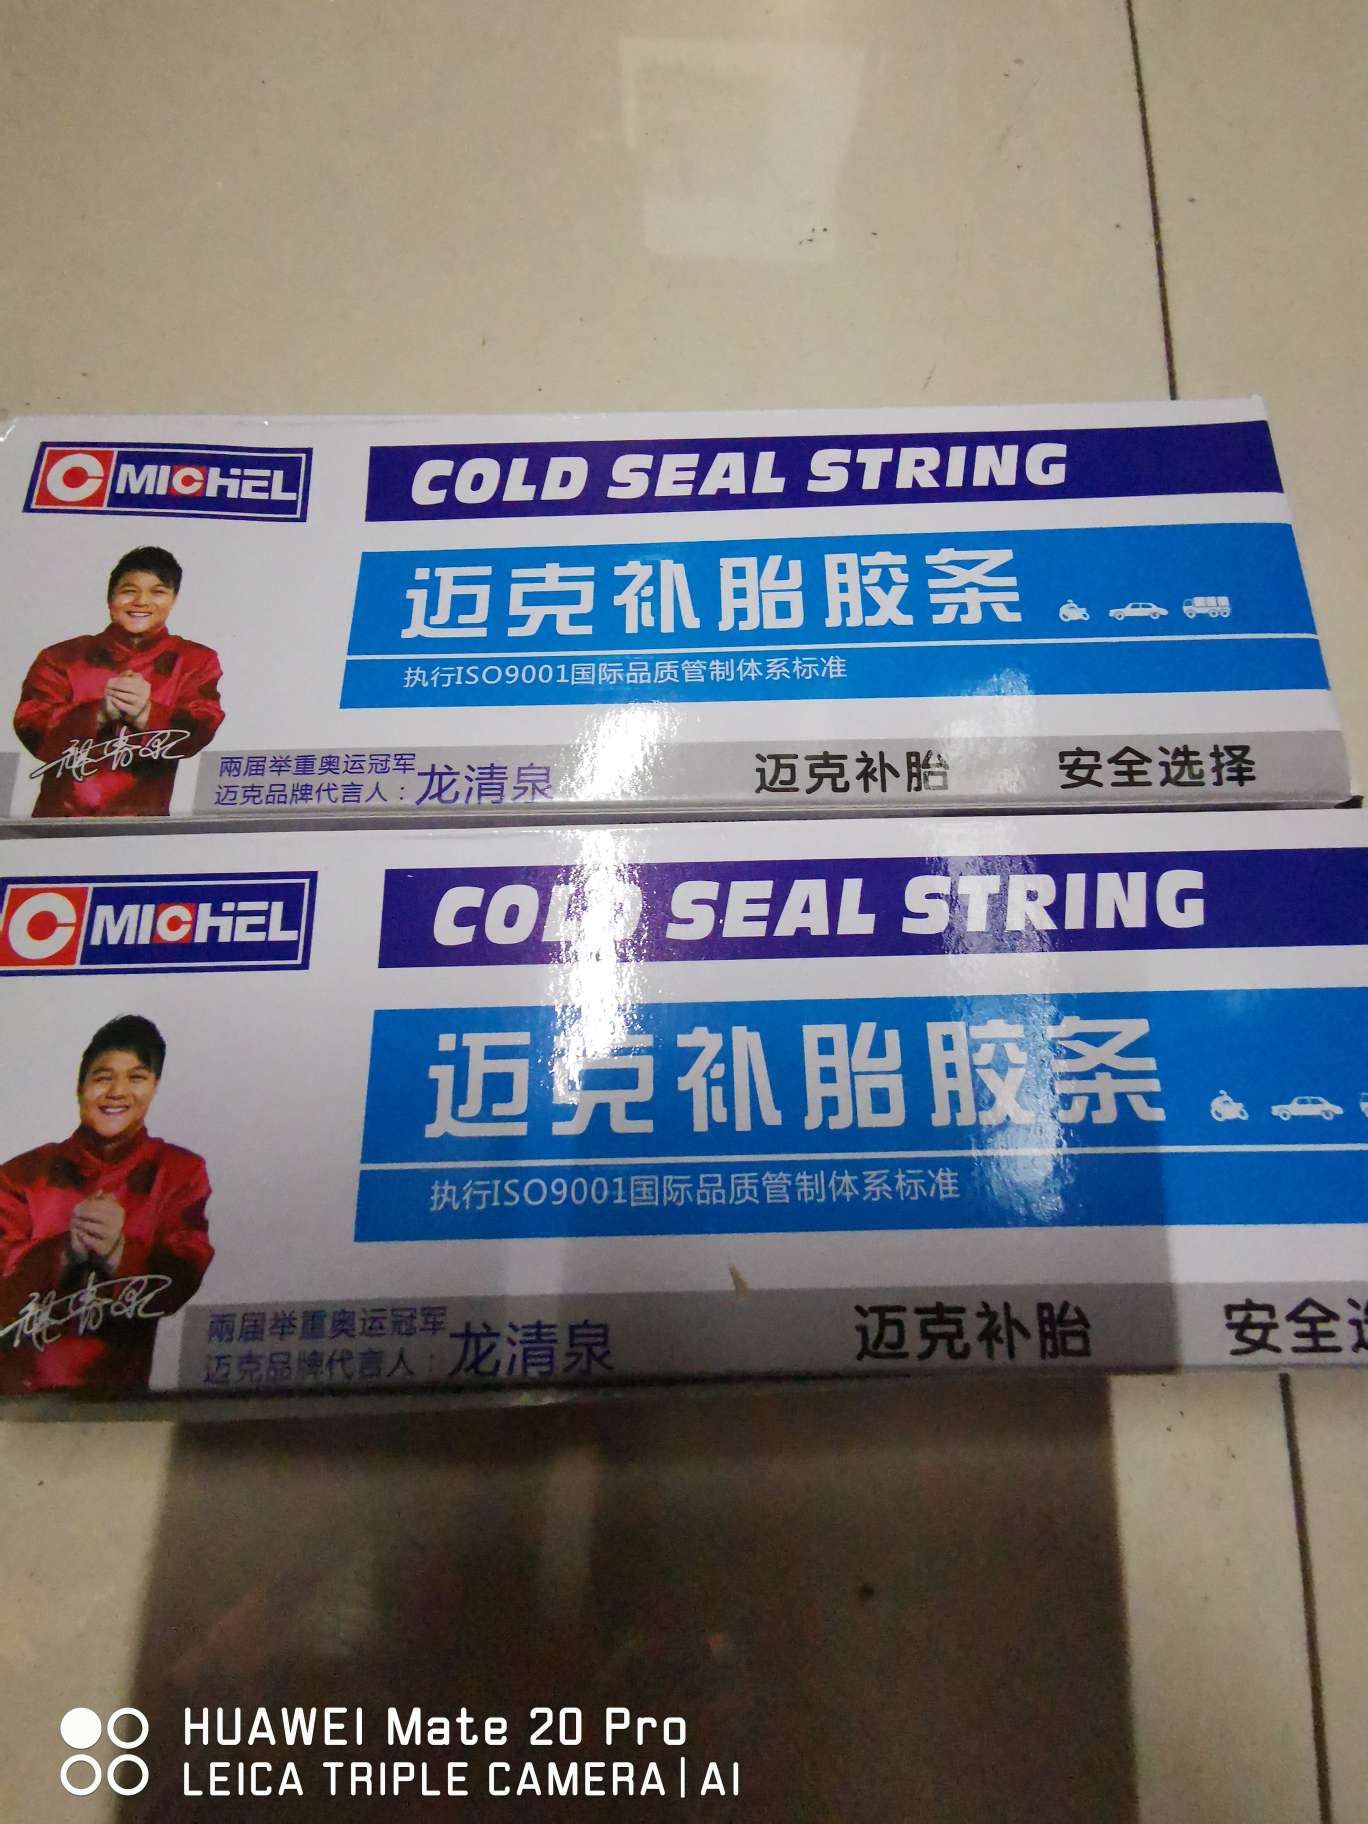 C MICHEL
COLD SEAL STRING
迈克补胎胶条
执行ISO9001国际品质管制体系标准
兩届举重奥运冠军
迈克品牌代言人：龙清泉
迈克补胎 安全选择
C MICHEL
COLD SEAL STRING
迈克补胎胶条
执行ISO9001国际品质管制体系标准
兩届举重奥运冠军
迈克品牌代言人：龙清泉
迈克补胎 安全选
HUAWEI Mate 20 Pro
LEICA TRIPLE CAMERA | AI